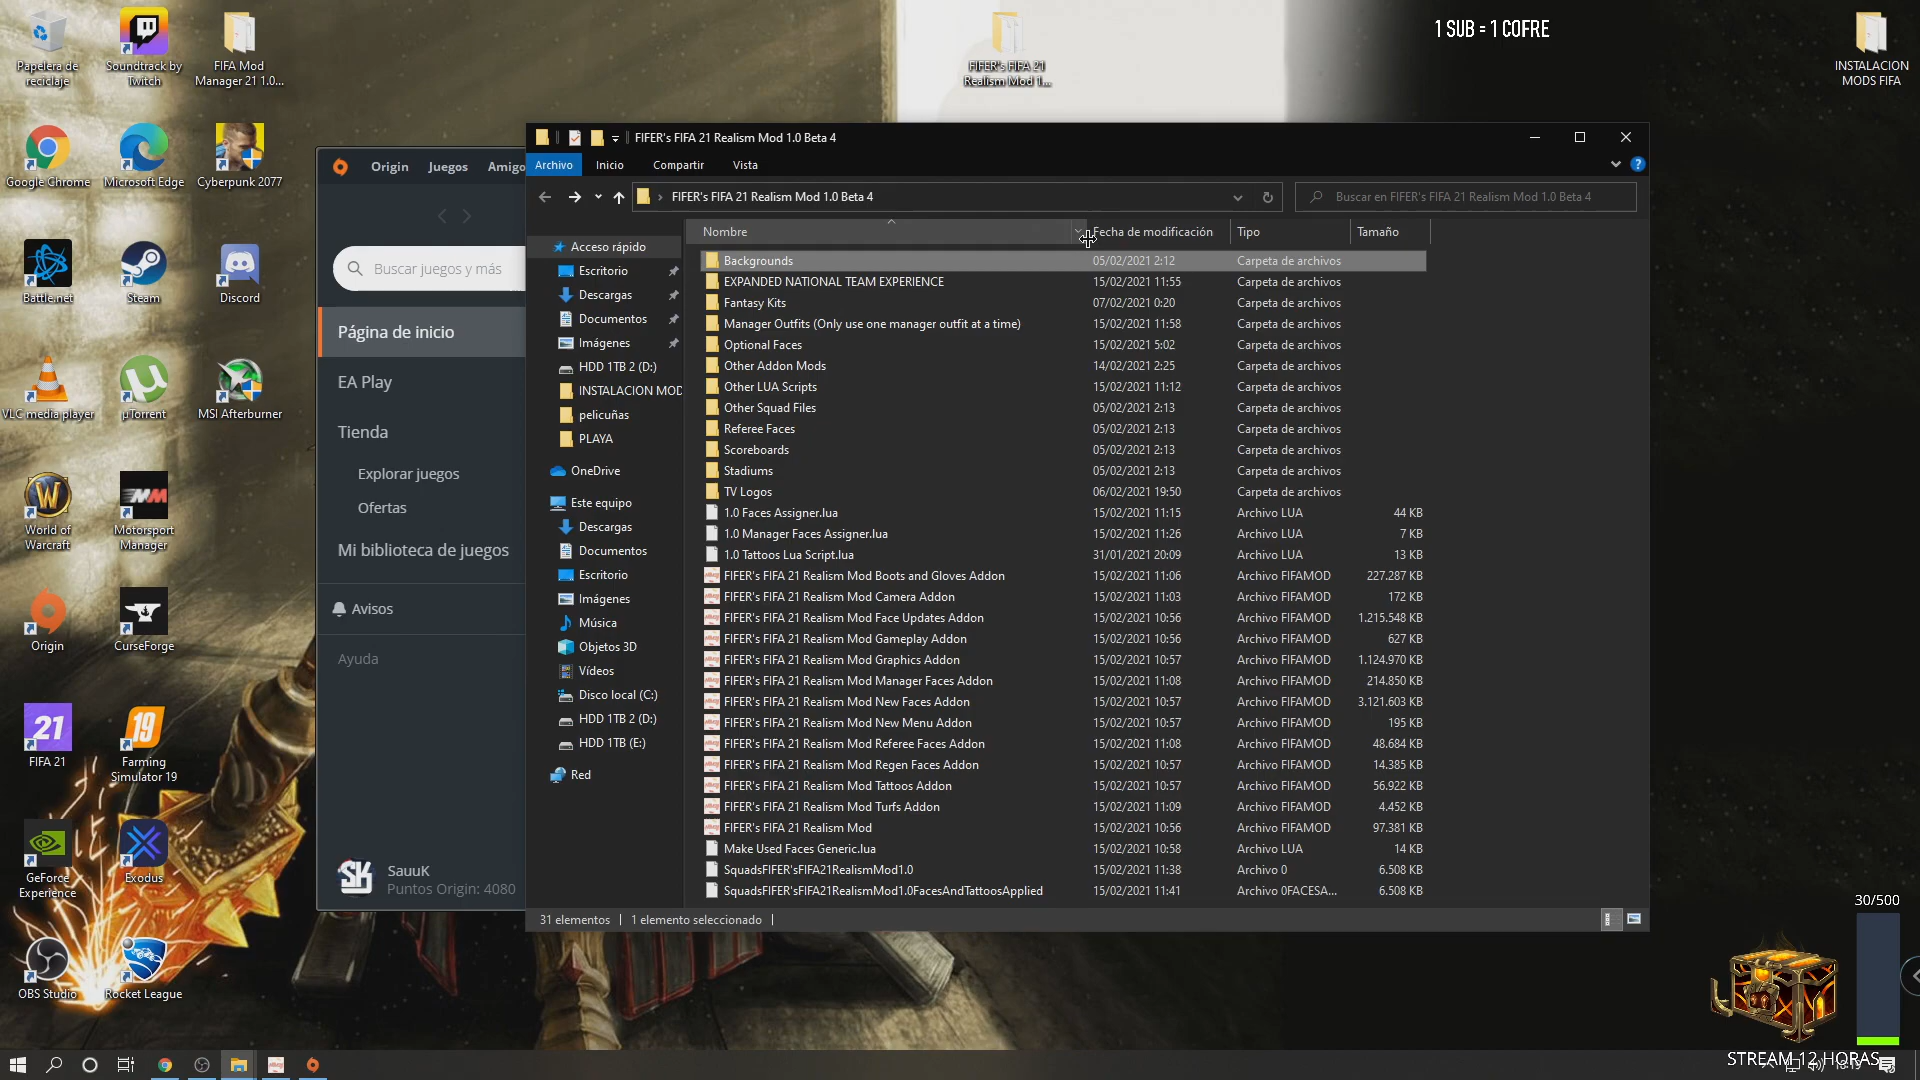 Papelera de
reciclaje
Soundtrack by
Twitch
FIFA Mod
Manager 21 1.0...
FIFER's FIFA 21
Realism Mod 1....
1 SUB = 1 COFRE
INSTALACION
MODS FIFA
Google Chrome
Microsoft Edge
Cyberpunk 2077
Battle.net
Steam
Discord
VLC media player
µTorrent
MSI Afterburner
World of
Warcraft
Motorsport
Manager
Origin
CurseForge
21
FIFA 21
19
Farming
Simulator 19
GeForce
Experience
Exodus
OBS Studio
Rocket League
Origin
Juegos
Amigo
Buscar juegos y más
Página de inicio
EA Play
Tienda
Explorar juegos
Ofertas
Mi biblioteca de juegos
Avisos
Ayuda
SauuK
Puntos Origin: 4080
FIFER's FIFA 21 Realism Mod 1.0 Beta 4
Archivo Inicio Compartir Vista
FIFER's FIFA 21 Realism Mod 1.0 Beta 4
Buscar en FIFER's FIFA 21 Realism Mod 1.0 Beta 4
Acceso rápido
Escritorio
Descargas
Documentos
Imágenes
HDD 1TB 2 (D:)
INSTALACION MOD
pelicuñas
PLAYA
OneDrive
Este equipo
Descargas
Documentos
Escritorio
Imágenes
Música
Objetos 3D
Vídeos
Disco local (C:)
HDD 1TB 2 (D:)
HDD 1TB (E:)
Red
Nombre Fecha de modificación Tipo Tamaño
Backgrounds 05/02/2021 2:12 Carpeta de archivos
EXPANDED NATIONAL TEAM EXPERIENCE 15/02/2021 11:55 Carpeta de archivos
Fantasy Kits 07/02/2021 0:20 Carpeta de archivos
Manager Outfits (Only use one manager outfit at a time) 15/02/2021 11:58 Carpeta de archivos
Optional Faces 15/02/2021 5:02 Carpeta de archivos
Other Addon Mods 14/02/2021 2:25 Carpeta de archivos
Other LUA Scripts 15/02/2021 11:12 Carpeta de archivos
Other Squad Files 05/02/2021 2:13 Carpeta de archivos
Referee Faces 05/02/2021 2:13 Carpeta de archivos
Scoreboards 05/02/2021 2:13 Carpeta de archivos
Stadiums 05/02/2021 2:13 Carpeta de archivos
TV Logos 06/02/2021 19:50 Carpeta de archivos
1.0 Faces Assigner.lua 15/02/2021 11:15 Archivo LUA 44 KB
1.0 Manager Faces Assigner.lua 15/02/2021 11:26 Archivo LUA 7 KB
1.0 Tattoos Lua Script.lua 31/01/2021 20:09 Archivo LUA 13 KB
FIFER's FIFA 21 Realism Mod Boots and Gloves Addon 15/02/2021 11:06 Archivo FIFAMOD 227.287 KB
FIFER's FIFA 21 Realism Mod Camera Addon 15/02/2021 11:03 Archivo FIFAMOD 172 KB
FIFER's FIFA 21 Realism Mod Face Updates Addon 15/02/2021 10:56 Archivo FIFAMOD 1.215.548 KB
FIFER's FIFA 21 Realism Mod Gameplay Addon 15/02/2021 10:56 Archivo FIFAMOD 627 KB
FIFER's FIFA 21 Realism Mod Graphics Addon 15/02/2021 10:57 Archivo FIFAMOD 1.124.970 KB
FIFER's FIFA 21 Realism Mod Manager Faces Addon 15/02/2021 11:08 Archivo FIFAMOD 214.850 KB
FIFER's FIFA 21 Realism Mod New Faces Addon 15/02/2021 10:57 Archivo FIFAMOD 3.121.603 KB
FIFER's FIFA 21 Realism Mod New Menu Addon 15/02/2021 10:57 Archivo FIFAMOD 195 KB
FIFER's FIFA 21 Realism Mod Referee Faces Addon 15/02/2021 11:08 Archivo FIFAMOD 48.684 KB
FIFER's FIFA 21 Realism Mod Regen Faces Addon 15/02/2021 10:57 Archivo FIFAMOD 14.385 KB
FIFER's FIFA 21 Realism Mod Tattoos Addon 15/02/2021 10:57 Archivo FIFAMOD 56.922 KB
FIFER's FIFA 21 Realism Mod Turfs Addon 15/02/2021 11:09 Archivo FIFAMOD 4.452 KB
FIFER's FIFA 21 Realism Mod 15/02/2021 10:56 Archivo FIFAMOD 97.381 KB
Make Used Faces Generic.lua 15/02/2021 10:58 Archivo LUA 14 KB
SquadsFIFER'sFIFA21RealismMod1.0 15/02/2021 11:38 Archivo 0 6.508 KB
SquadsFIFER'sFIFA21RealismMod1.0FacesAndTattoosApplied 15/02/2021 11:41 Archivo 0FACESA... 6.508 KB
31 elementos 1 elemento seleccionado
30/500
STREAM 12 HORAS